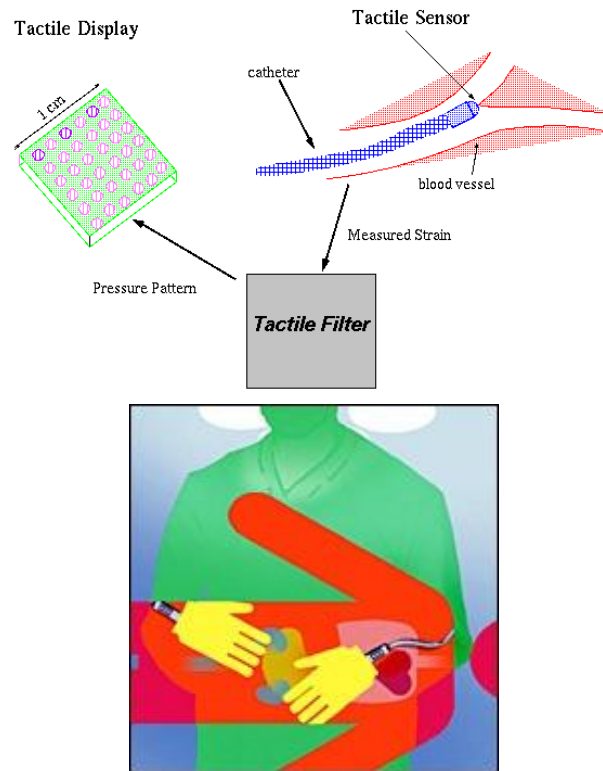 Tactile Display
Tactile Sensor
catheter
1 cm
blood vessel
Measured Strain
Pressure Pattern
Tactile Filter